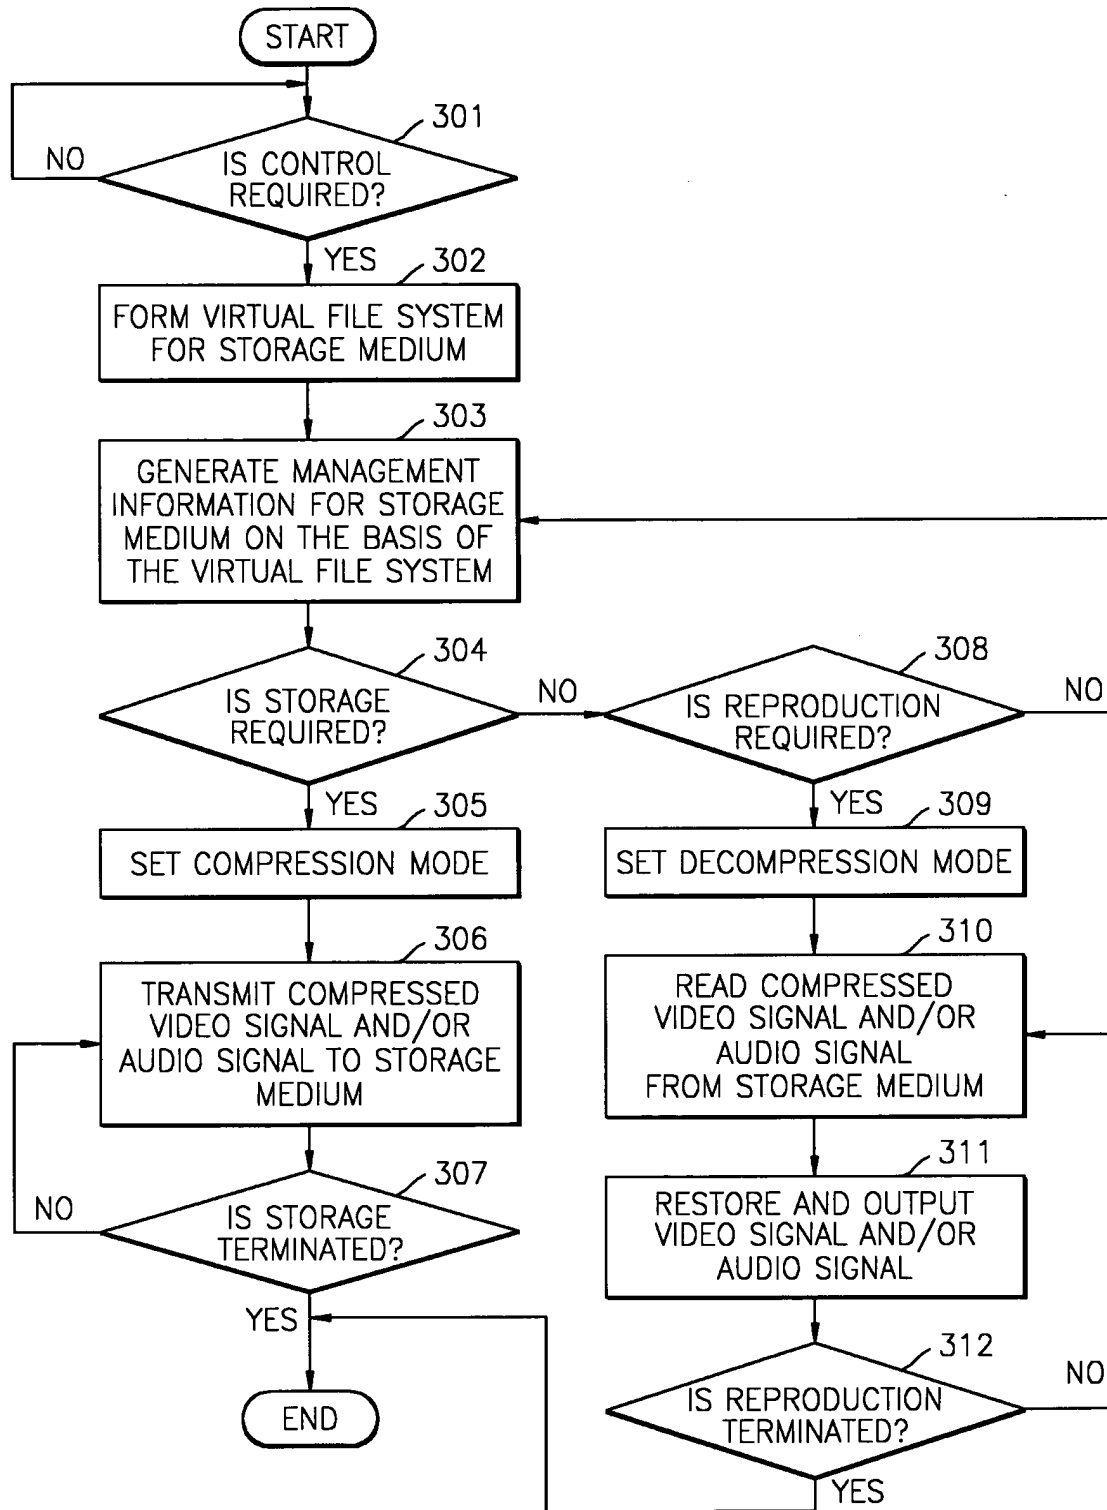 START
301
NO
IS CONTROL
REQUIRED?
YES
302
FORM VIRTUAL FILE SYSTEM
FOR STORAGE MEDIUM
303
GENERATE MANAGEMENT
INFORMATION FOR STORAGE
MEDIUM ON THE BASIS OF
THE VIRTUAL FILE SYSTEM
304
IS STORAGE
REQUIRED?
NO
YES
305
SET COMPRESSION MODE
306
TRANSMIT COMPRESSED
VIDEO SIGNAL AND/OR
AUDIO SIGNAL TO STORAGE
MEDIUM
307
NO
IS STORAGE
TERMINATED?
YES
END
308
NO
IS REPRODUCTION
REQUIRED?
YES
309
SET DECOMPRESSION MODE
310
READ COMPRESSED
VIDEO SIGNAL AND/OR
AUDIO SIGNAL
FROM STORAGE MEDIUM
311
RESTORE AND OUTPUT
VIDEO SIGNAL AND/OR
AUDIO SIGNAL
312
NO
IS REPRODUCTION
TERMINATED?
YES